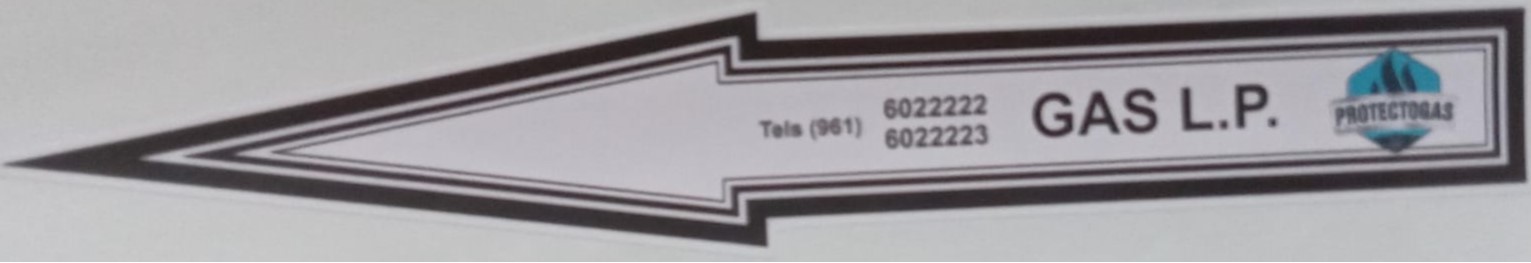 Tels (961)
6022222
6022223
GAS L.P.
PROTECTOGAS